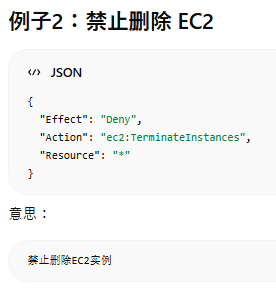 例子2：禁止删除 EC2
</> JSON
{
"Effect": "Deny",
"Action": "ec2:TerminateInstances",
"Resource": "*"
}
意思：
禁止删除EC2实例